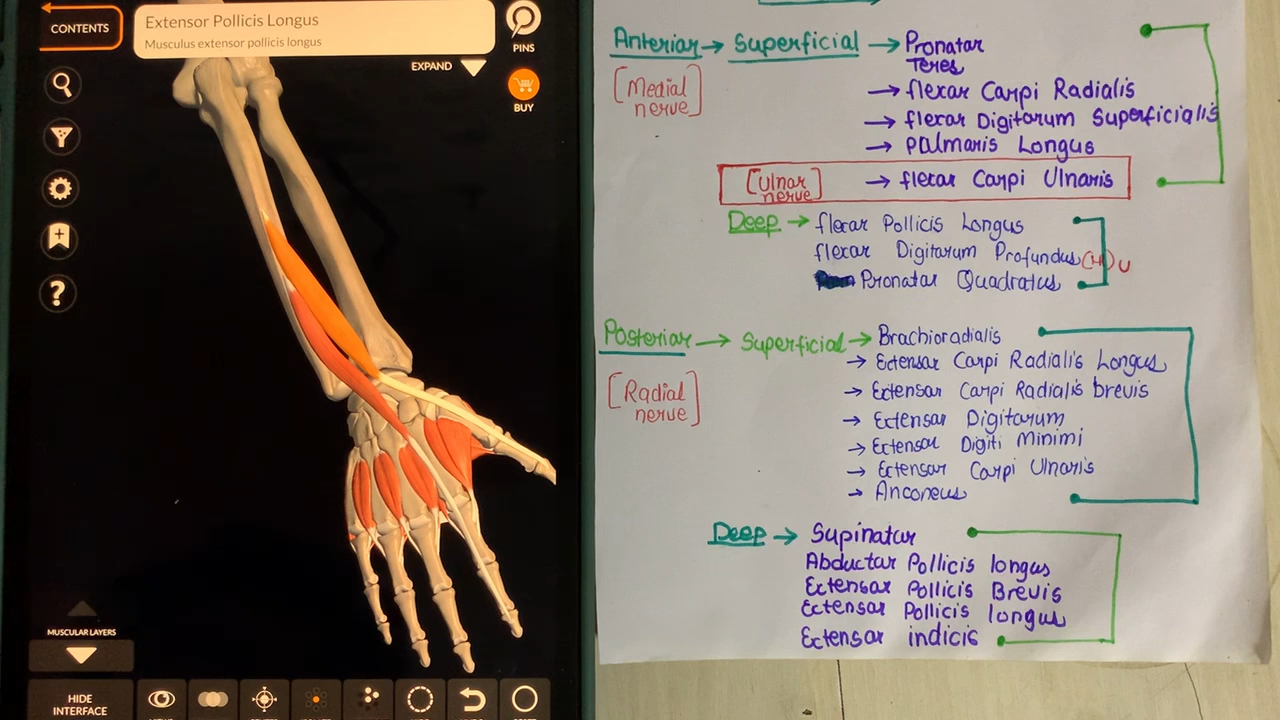 CONTENTS
Extensor Pollicis Longus
Musculus extensor pollicis longus
PINS
EXPAND
BUY
?
MUSCULAR LAYERS
HIDE
INTERFACE
Anterior → Superficial → Pronator
Teres
[Medial
nerve]
→ flexor Carpi Radialis
→ flexor Digitorum Superficialis
→ Palmaris Longus
[Ulnar
nerve] → flexor Carpi Ulnaris
Deep → flexor Pollicis Longus
flexor Digitorum Profundus (H) U
Pronator Quadratus
Posterior → Superficial → Brachioradialis
→ Extensor Carpi Radialis Longus
[Radial
nerve]
→ Extensor Carpi Radialis brevis
→ Extensor Digitorum
→ Extensor Digiti Minimi
→ Extensor Carpi Ulnaris
→ Anconeus
Deep → Supinator
Abductor Pollicis longus
Extensor Pollicis Brevis
Extensor Pollicis longus
Extensor indicis